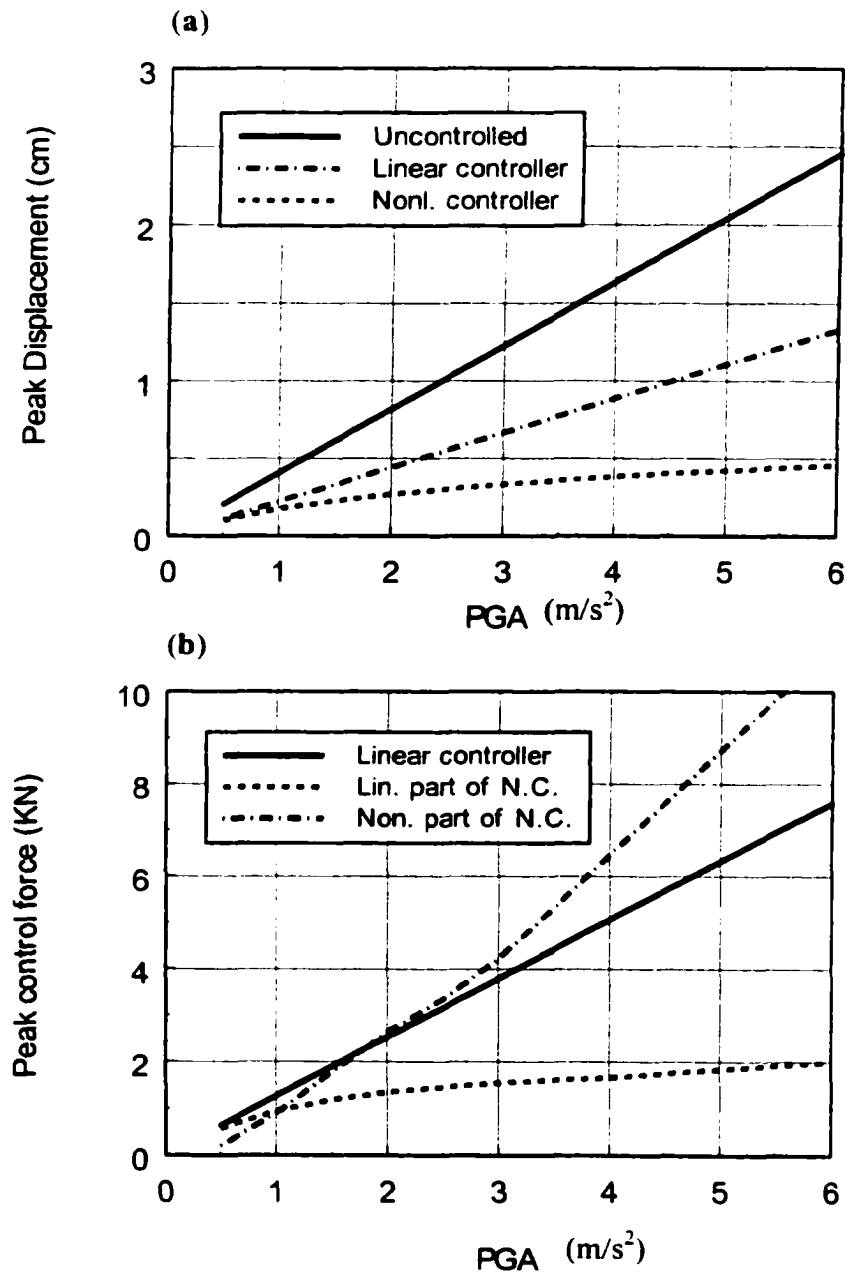 (a)
Peak Displacement (cm)
3
2
1
0
Uncontrolled
Linear controller
Nonl. controller
0 1 2 3 4 5 6
PGA (m/s²)
(b)
Peak control force (KN)
10
8
6
4
2
0
Linear controller
Lin. part of N.C.
Non. part of N.C.
0 1 2 3 4 5 6
PGA (m/s²)